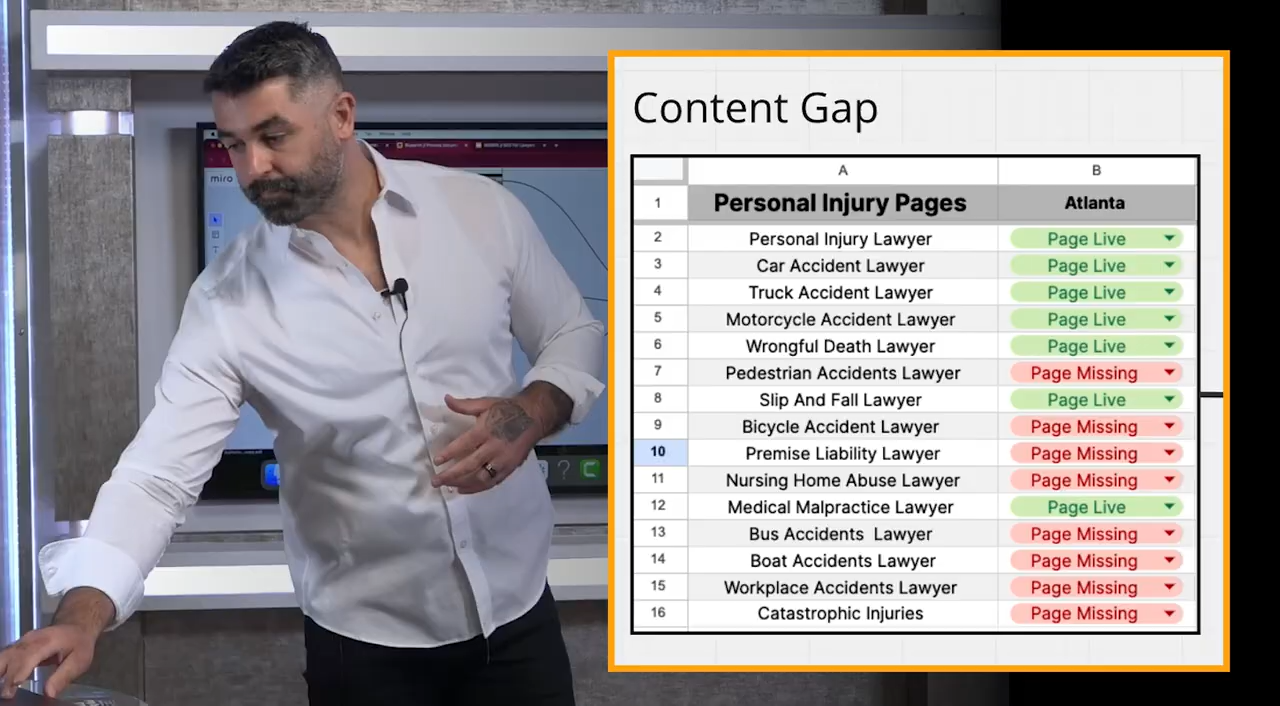 Content Gap
A B
1 Personal Injury Pages Atlanta
2 Personal Injury Lawyer Page Live
3 Car Accident Lawyer Page Live
4 Truck Accident Lawyer Page Live
5 Motorcycle Accident Lawyer Page Live
6 Wrongful Death Lawyer Page Live
7 Pedestrian Accidents Lawyer Page Missing
8 Slip And Fall Lawyer Page Live
9 Bicycle Accident Lawyer Page Missing
10 Premise Liability Lawyer Page Missing
11 Nursing Home Abuse Lawyer Page Missing
12 Medical Malpractice Lawyer Page Live
13 Bus Accidents  Lawyer Page Missing
14 Boat Accidents Lawyer Page Missing
15 Workplace Accidents Lawyer Page Missing
16 Catastrophic Injuries Page Missing
miro